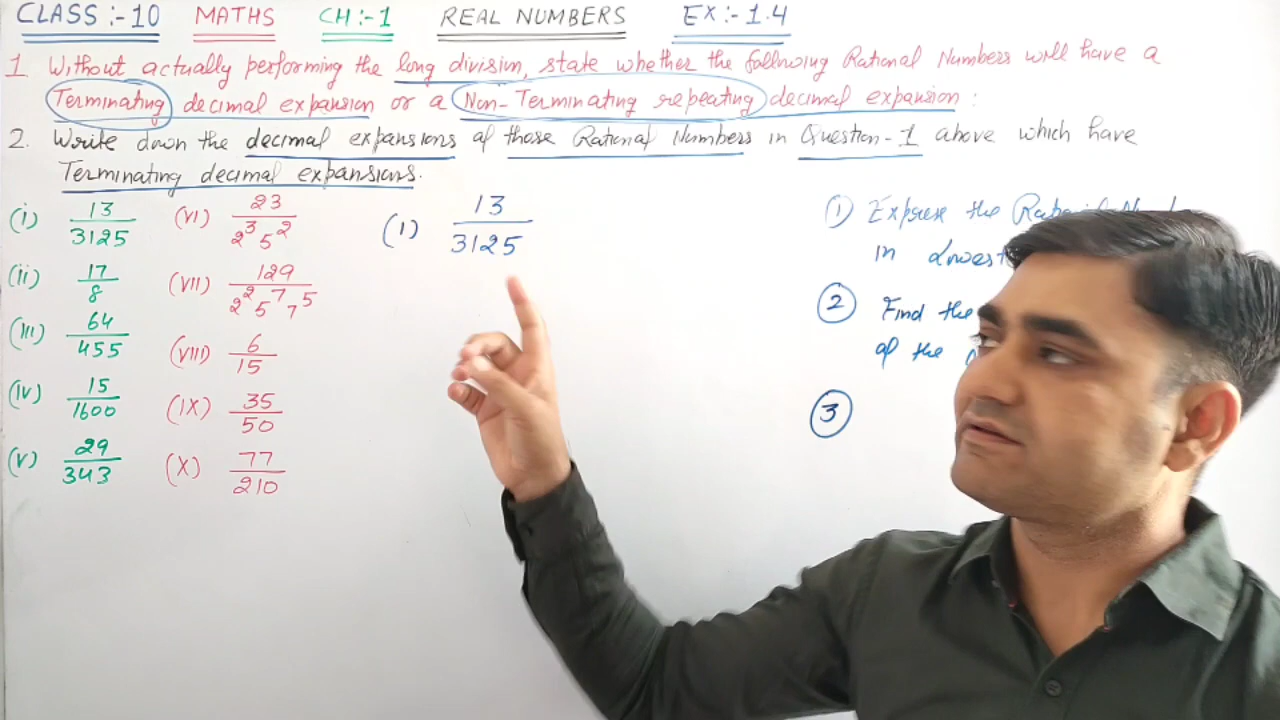 CLASS :- 10 MATHS CH :- 1 REAL NUMBERS EX :- 1.4
1. Without actually performing the long division, state whether the following Rational Numbers will have a
Terminating decimal expansion or a Non-Terminating repeating decimal expansion :
2. Write down the decimal expansions of those Rational Numbers in Question-1 above which have
Terminating decimal expansions.
(i) 13/3125
(ii) 17/8
(iii) 64/455
(iv) 15/1600
(v) 29/343
(VI) 23/2³5²
(VII) 129/2²5⁷7⁵
(VIII) 6/15
(IX) 35/50
(X) 77/210
(1) 13/3125
① Express the
in Lowest
② Find the
of the
③